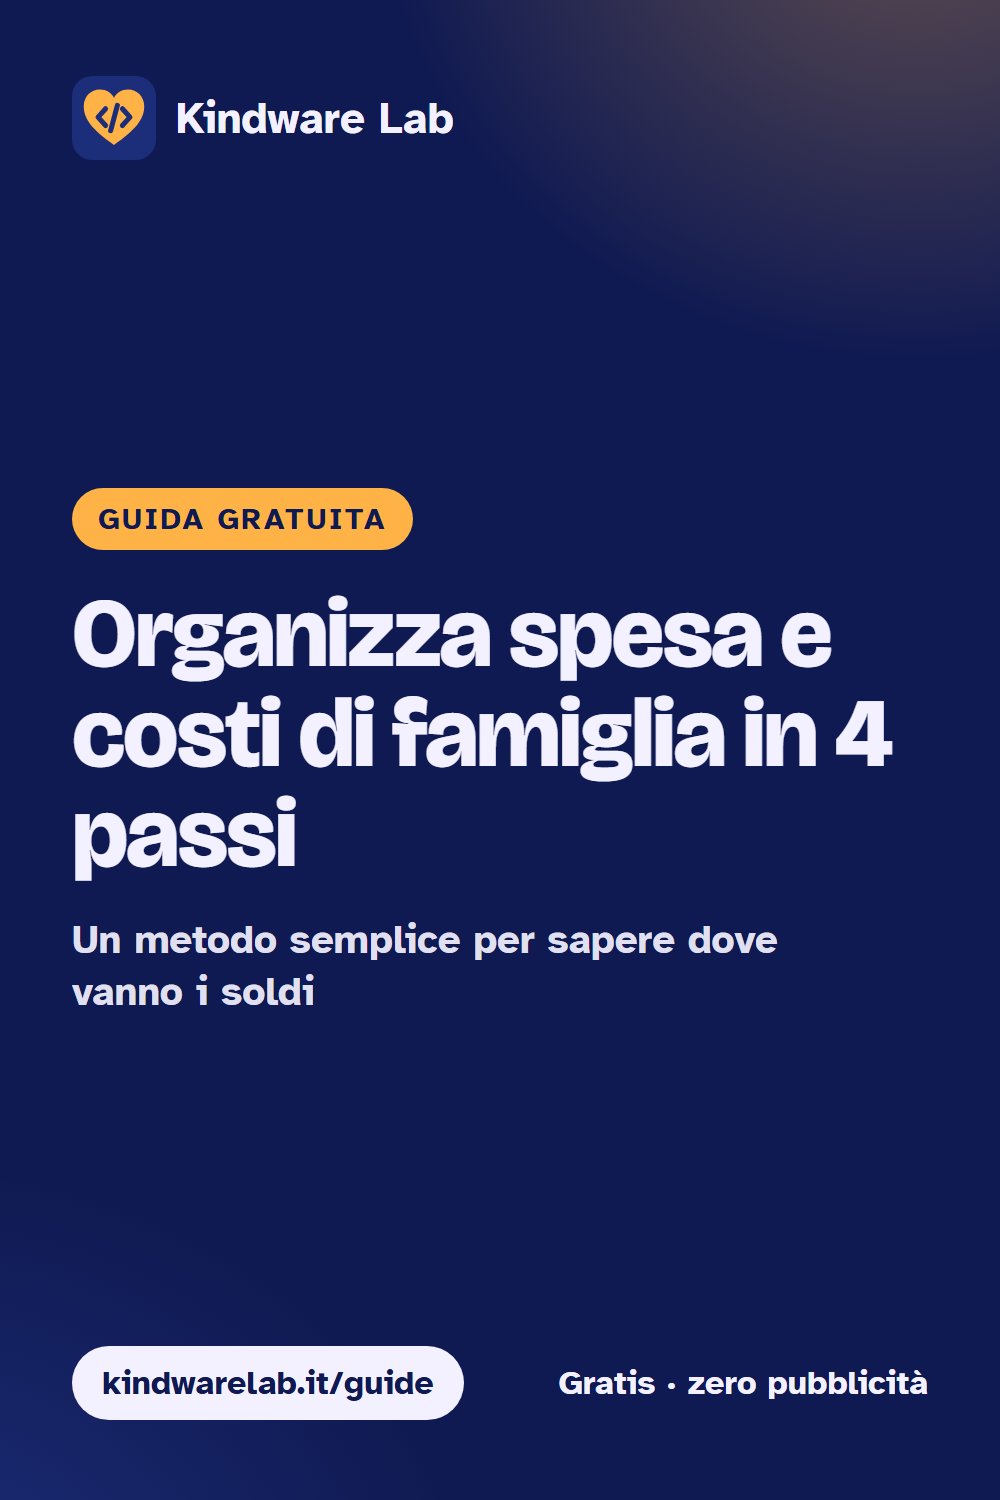 </> Kindware Lab
GUIDA GRATUITA
Organizza spesa e
costi di famiglia in 4
passi
Un metodo semplice per sapere dove
vanno i soldi
kindwarelab.it/guide
Gratis · zero pubblicità